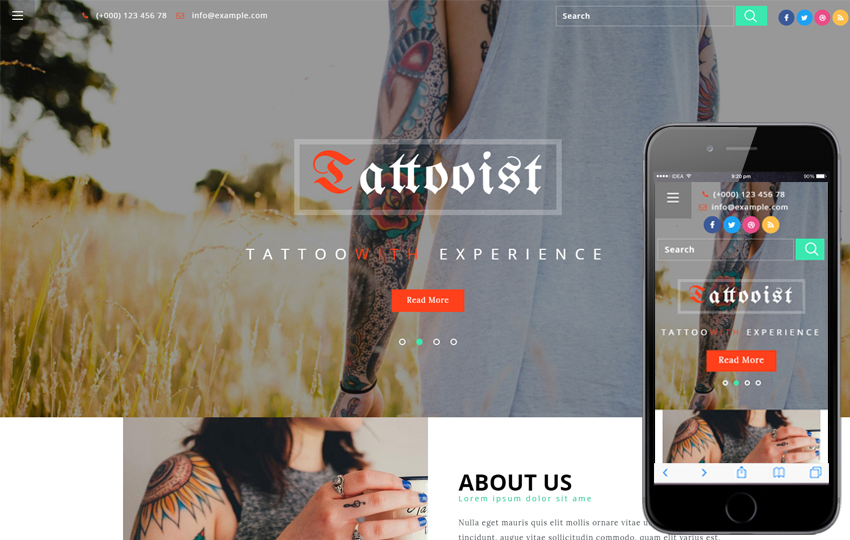 (+000) 123 456 78 info@example.com Search
Tattooist
TATTOO WITH EXPERIENCE
Read More
ABOUT US
Lorem ipsum dolor sit ame
Nulla eget mauris quis elit mollis ornare vitae
tincidunt, augue vitae sollicitudin commodo, quam elit varius est,
IDEA 9:20 pm 90%
(+000) 123 456 78
info@example.com
Search
Tattooist
TATTOO WITH EXPERIENCE
Read More